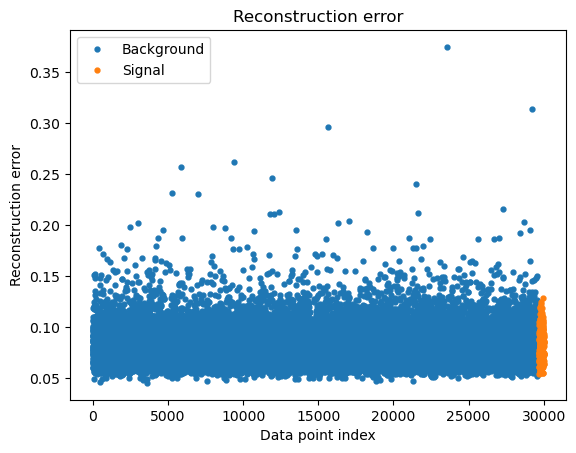 Reconstruction error
Background
Signal
Reconstruction error
0.35
0.30
0.25
0.20
0.15
0.10
0.05
0 5000 10000 15000 20000 25000 30000
Data point index